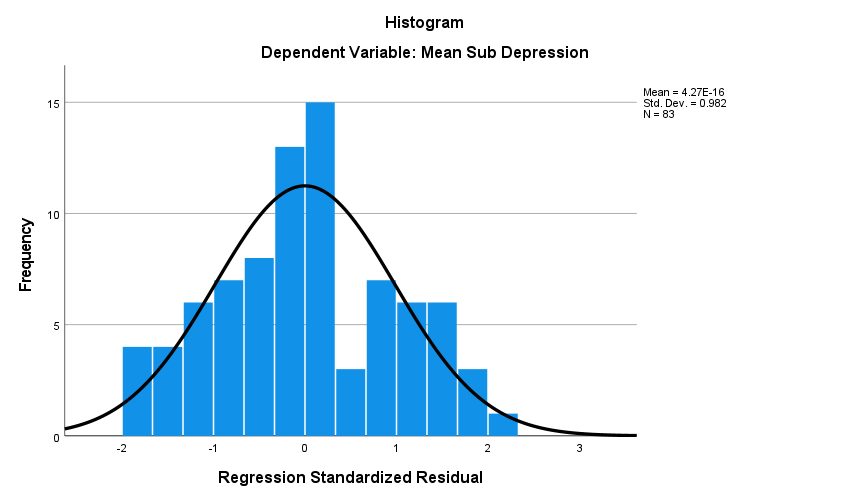 Histogram
Dependent Variable: Mean Sub Depression
Mean = 4.27E-16
Std. Dev. = 0.982
N = 83
Frequency
15
10
5
0
-2 -1 0 1 2 3
Regression Standardized Residual